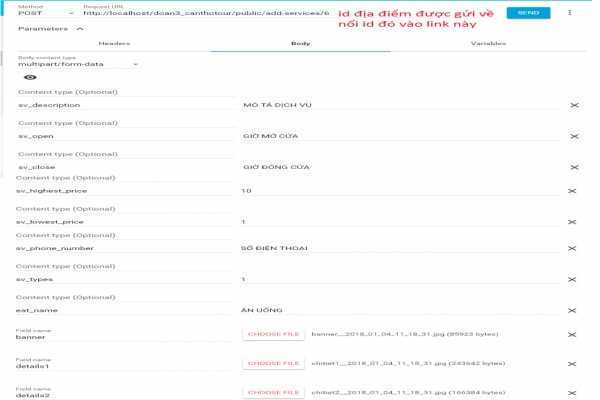 Method
Request URL
POST
http://localhost/doan3_canthotour/public/add-services/6
id địa điểm được gửi về
nối id đó vào link này
SEND
Parameters
Headers
Body
Variables
Body content type
multipart/form-data
Content type (Optional)
sv_description
MÔ TẢ DỊCH VỤ
Content type (Optional)
sv_open
GIỜ MỞ CỬA
Content type (Optional)
sv_close
GIỜ ĐÓNG CỬA
Content type (Optional)
sv_highest_price
10
Content type (Optional)
sv_lowest_price
1
Content type (Optional)
sv_phone_number
SỐ ĐIỆN THOẠI
Content type (Optional)
sv_types
1
Content type (Optional)
eat_name
ĂN UỐNG
Field name
banner
CHOOSE FILE
banner__2018_01_04_11_18_31.jpg (85923 bytes)
Field name
details1
CHOOSE FILE
chitiet1__2018_01_04_11_18_31.jpg (243642 bytes)
Field name
details2
CHOOSE FILE
chitiet2__2018_01_04_11_18_31.jpg (166384 bytes)